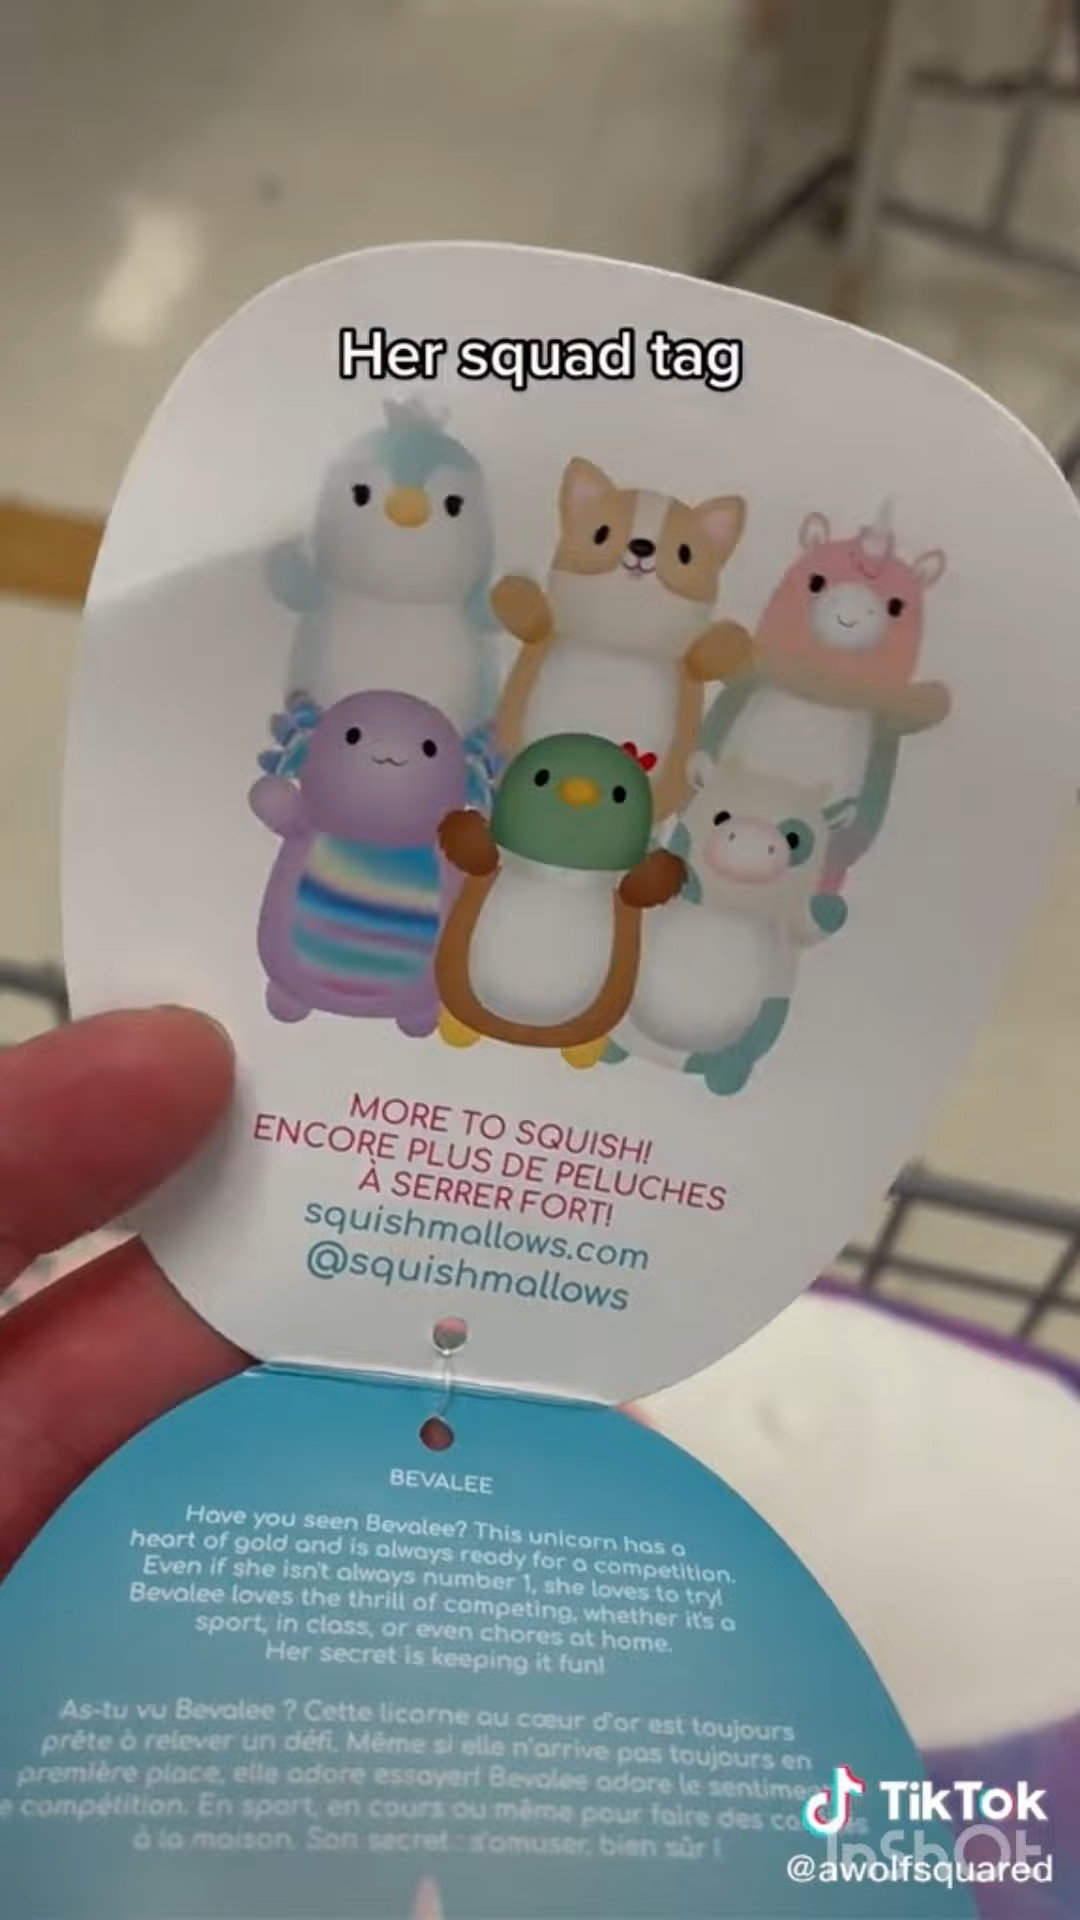 Her squad tag
MORE TO SQUISH!
ENCORE PLUS DE PELUCHES
À SERRER FORT!
squishmallows.com
@squishmallows
BEVALEE
Have you seen Bevalee? This unicorn has a
heart of gold and is always ready for a competition.
Even if she isn't always number 1, she loves to try!
Bevalee loves the thrill of competing, whether it's a
sport, in class, or even chores at home.
Her secret is keeping it fun!
As-tu vu Bevalee ? Cette licorne au cœur d'or est toujours
prête à relever un défi. Même si elle n'arrive pas toujours en
première place, elle adore essayer! Bevalee adore le
compétition. En sport, en cours ou même pour faire des
à la maison. Son secret : s'amuser, bien sûr !
TikTok
InShOt
@awolfsquared